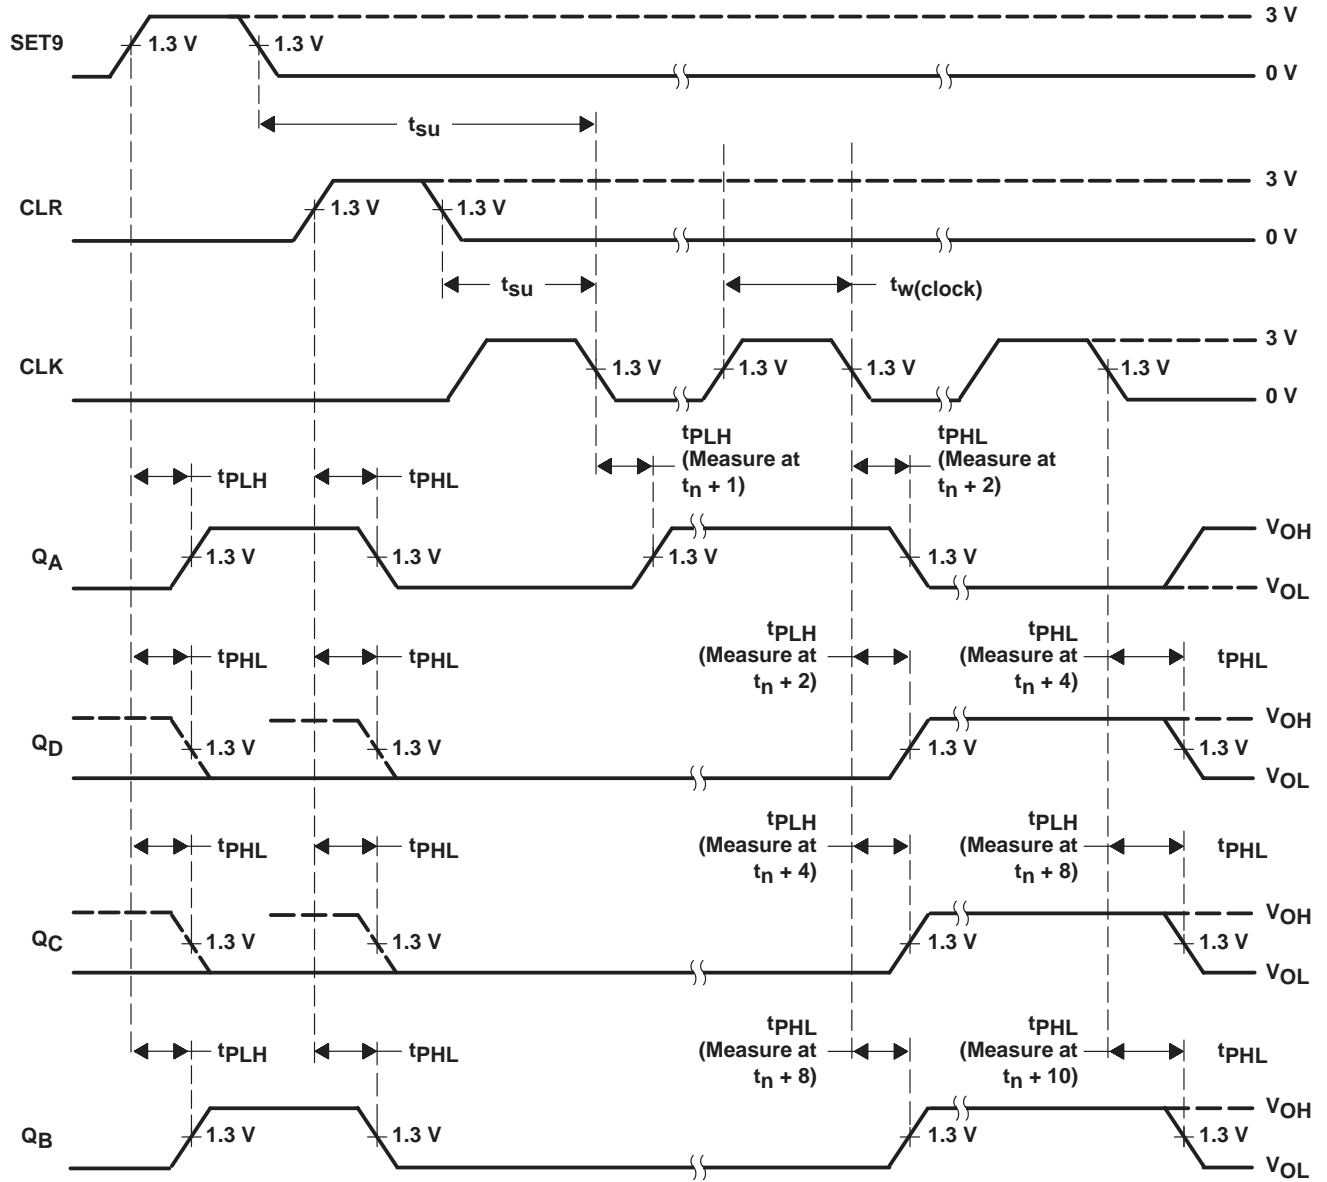 3 V
SET9 1.3 V 1.3 V
0 V
tsu
3 V
CLR 1.3 V 1.3 V
0 V
tsu tw(clock)
3 V
CLK 1.3 V 1.3 V 1.3 V 1.3 V
0 V
tPLH
(Measure at
tn + 1)
tPHL
(Measure at
tn + 2)
tPLH tPHL
VOH
QA 1.3 V 1.3 V 1.3 V 1.3 V
VOL
tPHL tPHL
tPLH
(Measure at
tn + 2)
tPHL
(Measure at
tn + 4)
tPHL
VOH
QD 1.3 V 1.3 V 1.3 V 1.3 V
VOL
tPHL tPHL
tPLH
(Measure at
tn + 4)
tPLH
(Measure at
tn + 8)
tPHL
VOH
QC 1.3 V 1.3 V 1.3 V 1.3 V
VOL
tPLH tPHL
tPHL
(Measure at
tn + 8)
tPHL
(Measure at
tn + 10)
tPHL
VOH
QB 1.3 V 1.3 V 1.3 V 1.3 V
VOL